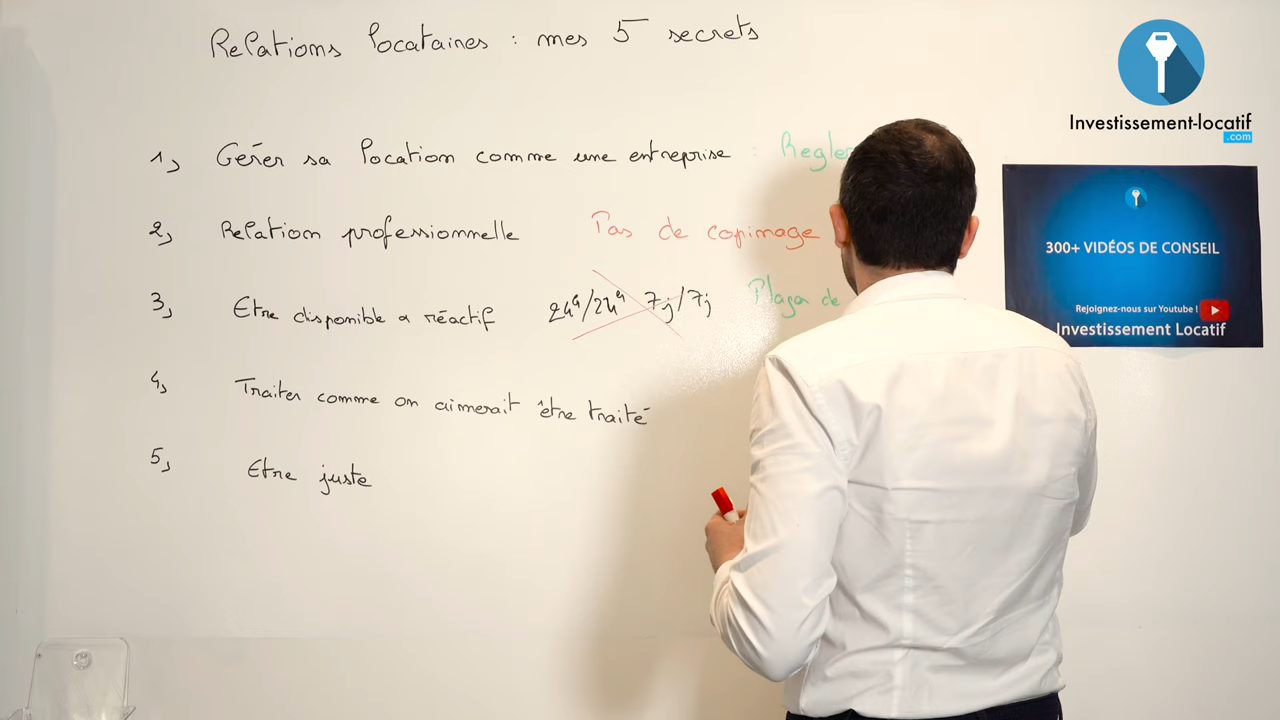 Relations locataires : mes 5 secrets
1) Gérer sa location comme une entreprise :
2) Relation professionnelle Pas de copimage
3) Etre disponible a réactif 24h/24h 7j/7j de
4) Traiter comme on aimerait être traité
5) Etre juste
Investissement-locatif
.com
300+ VIDÉOS DE CONSEIL
Rejoignez-nous sur Youtube !
Investissement Locatif